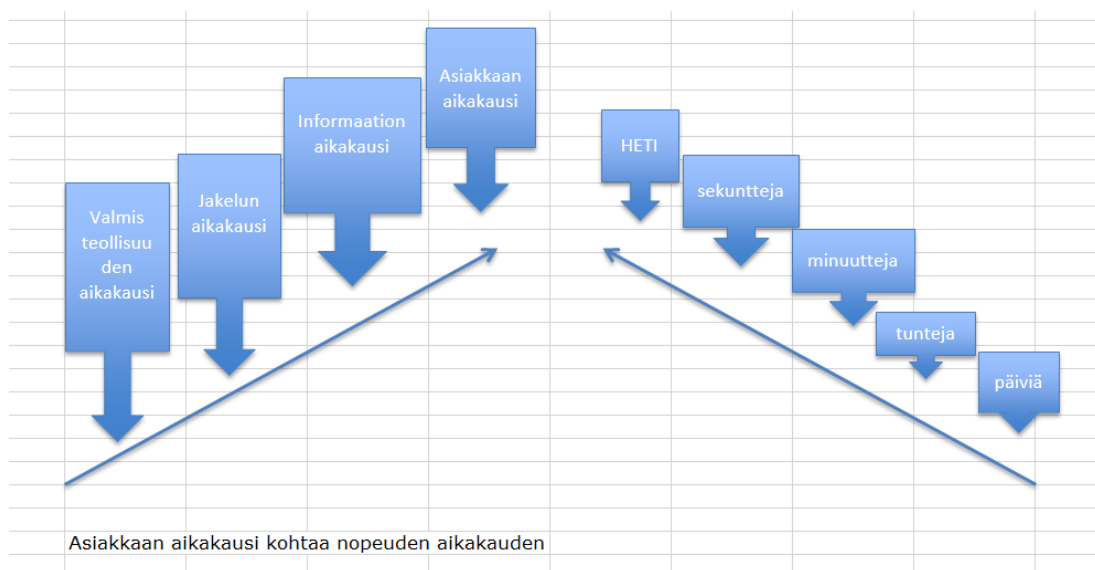 Asiakkaan
aikakausi
Informaation
aikakausi
Jakelun
aikakausi
Valmis
teollisuu
den
aikakausi
HETI
sekuntteja
minuutteja
tunteja
päiviä
Asiakkaan aikakausi kohtaa nopeuden aikakauden